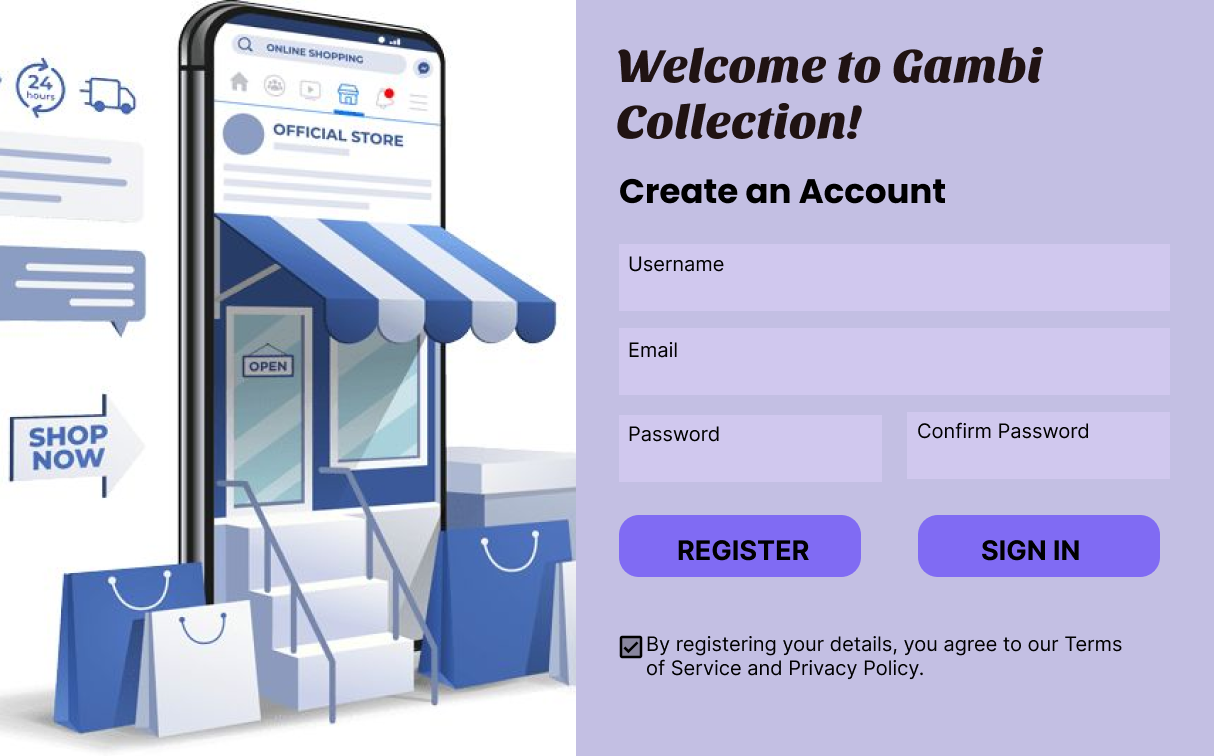 ONLINE SHOPPING
24
hours
OFFICIAL STORE
OPEN
SHOP
NOW
Welcome to Gambi
Collection!
Create an Account
Username
Email
Password
Confirm Password
REGISTER
SIGN IN
By registering your details, you agree to our Terms
of Service and Privacy Policy.